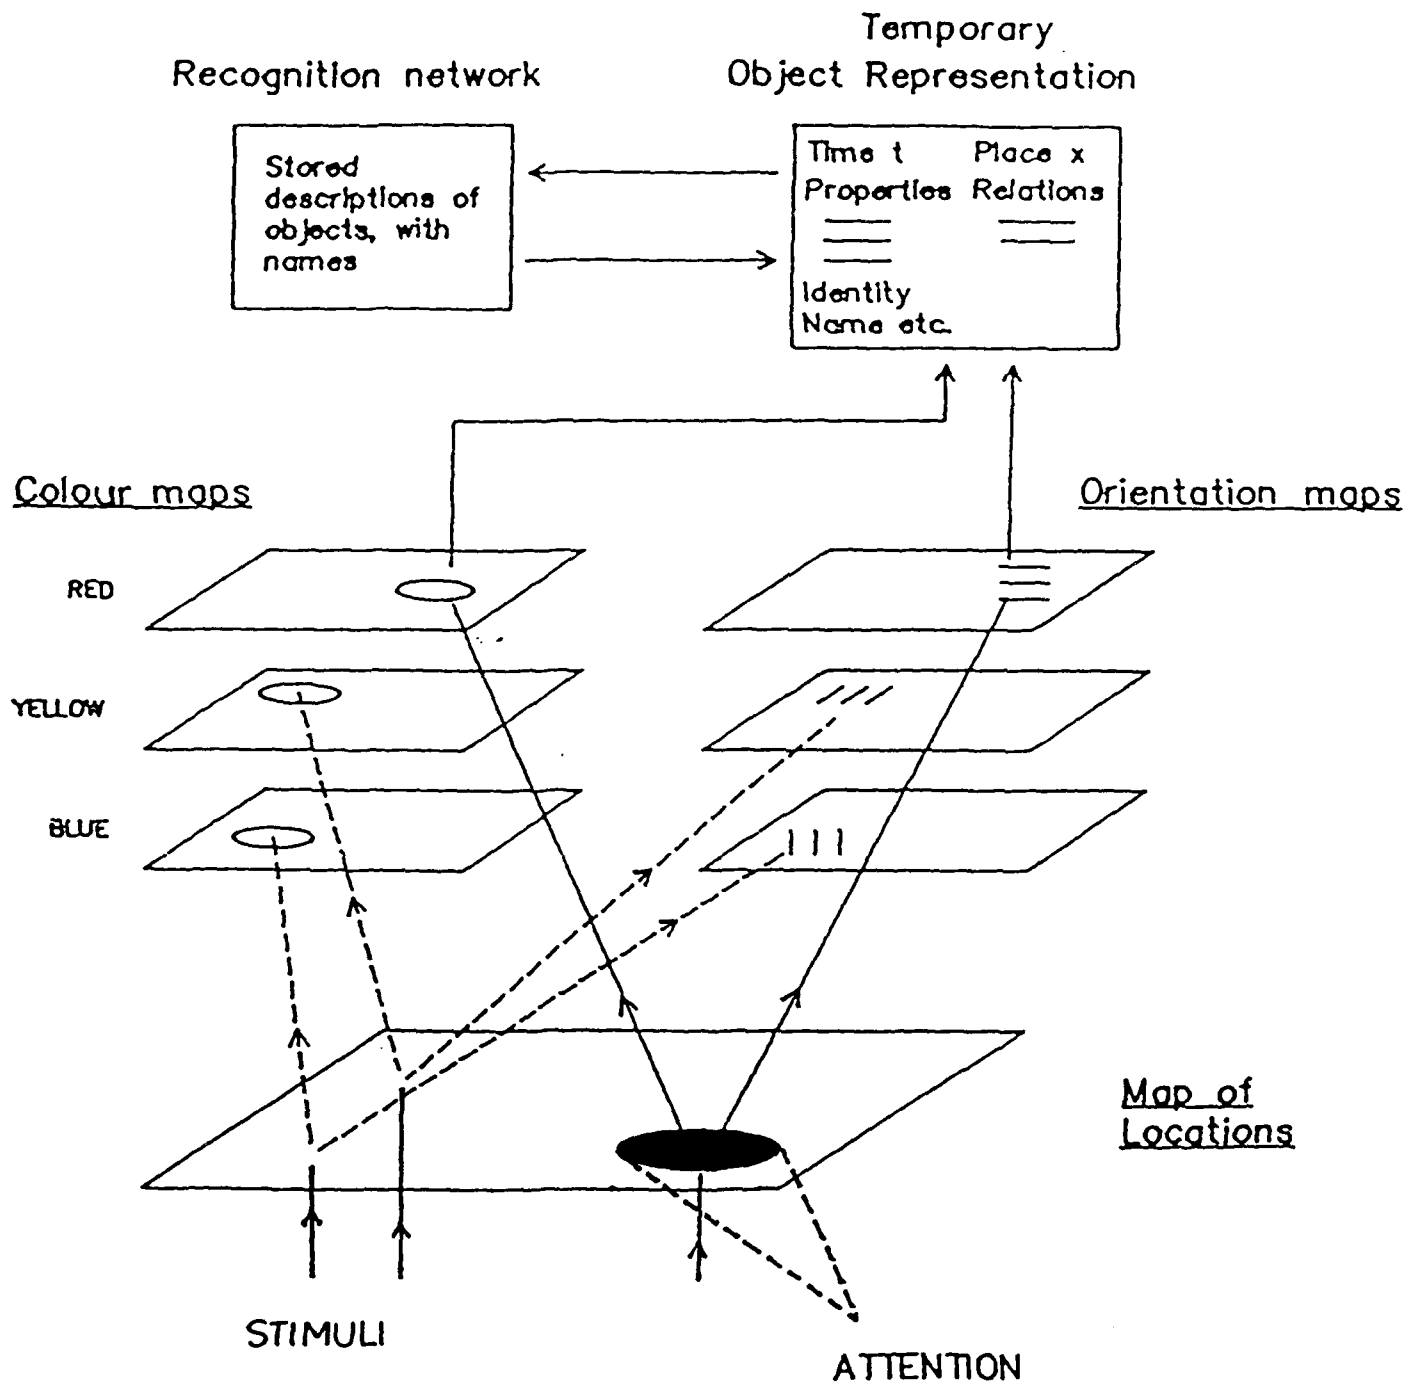 Temporary
Recognition network
Object Representation
Stored
descriptions of
objects, with
names
Time t Place x
Properties Relations
Identity
Name etc.
Colour maps
Orientation maps
RED
YELLOW
BLUE
Map of
Locations
STIMULI
ATTENTION